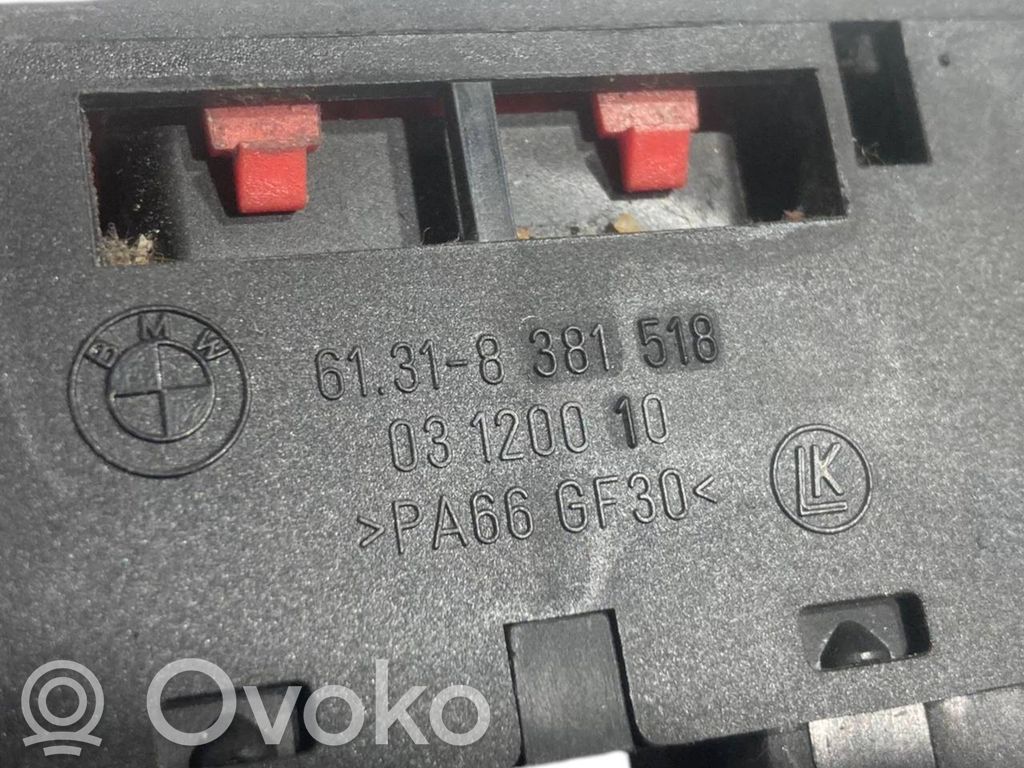 BMW
61.31-8 381 518
03 1200 10
>PA66 GF30<
LK
Ovoko